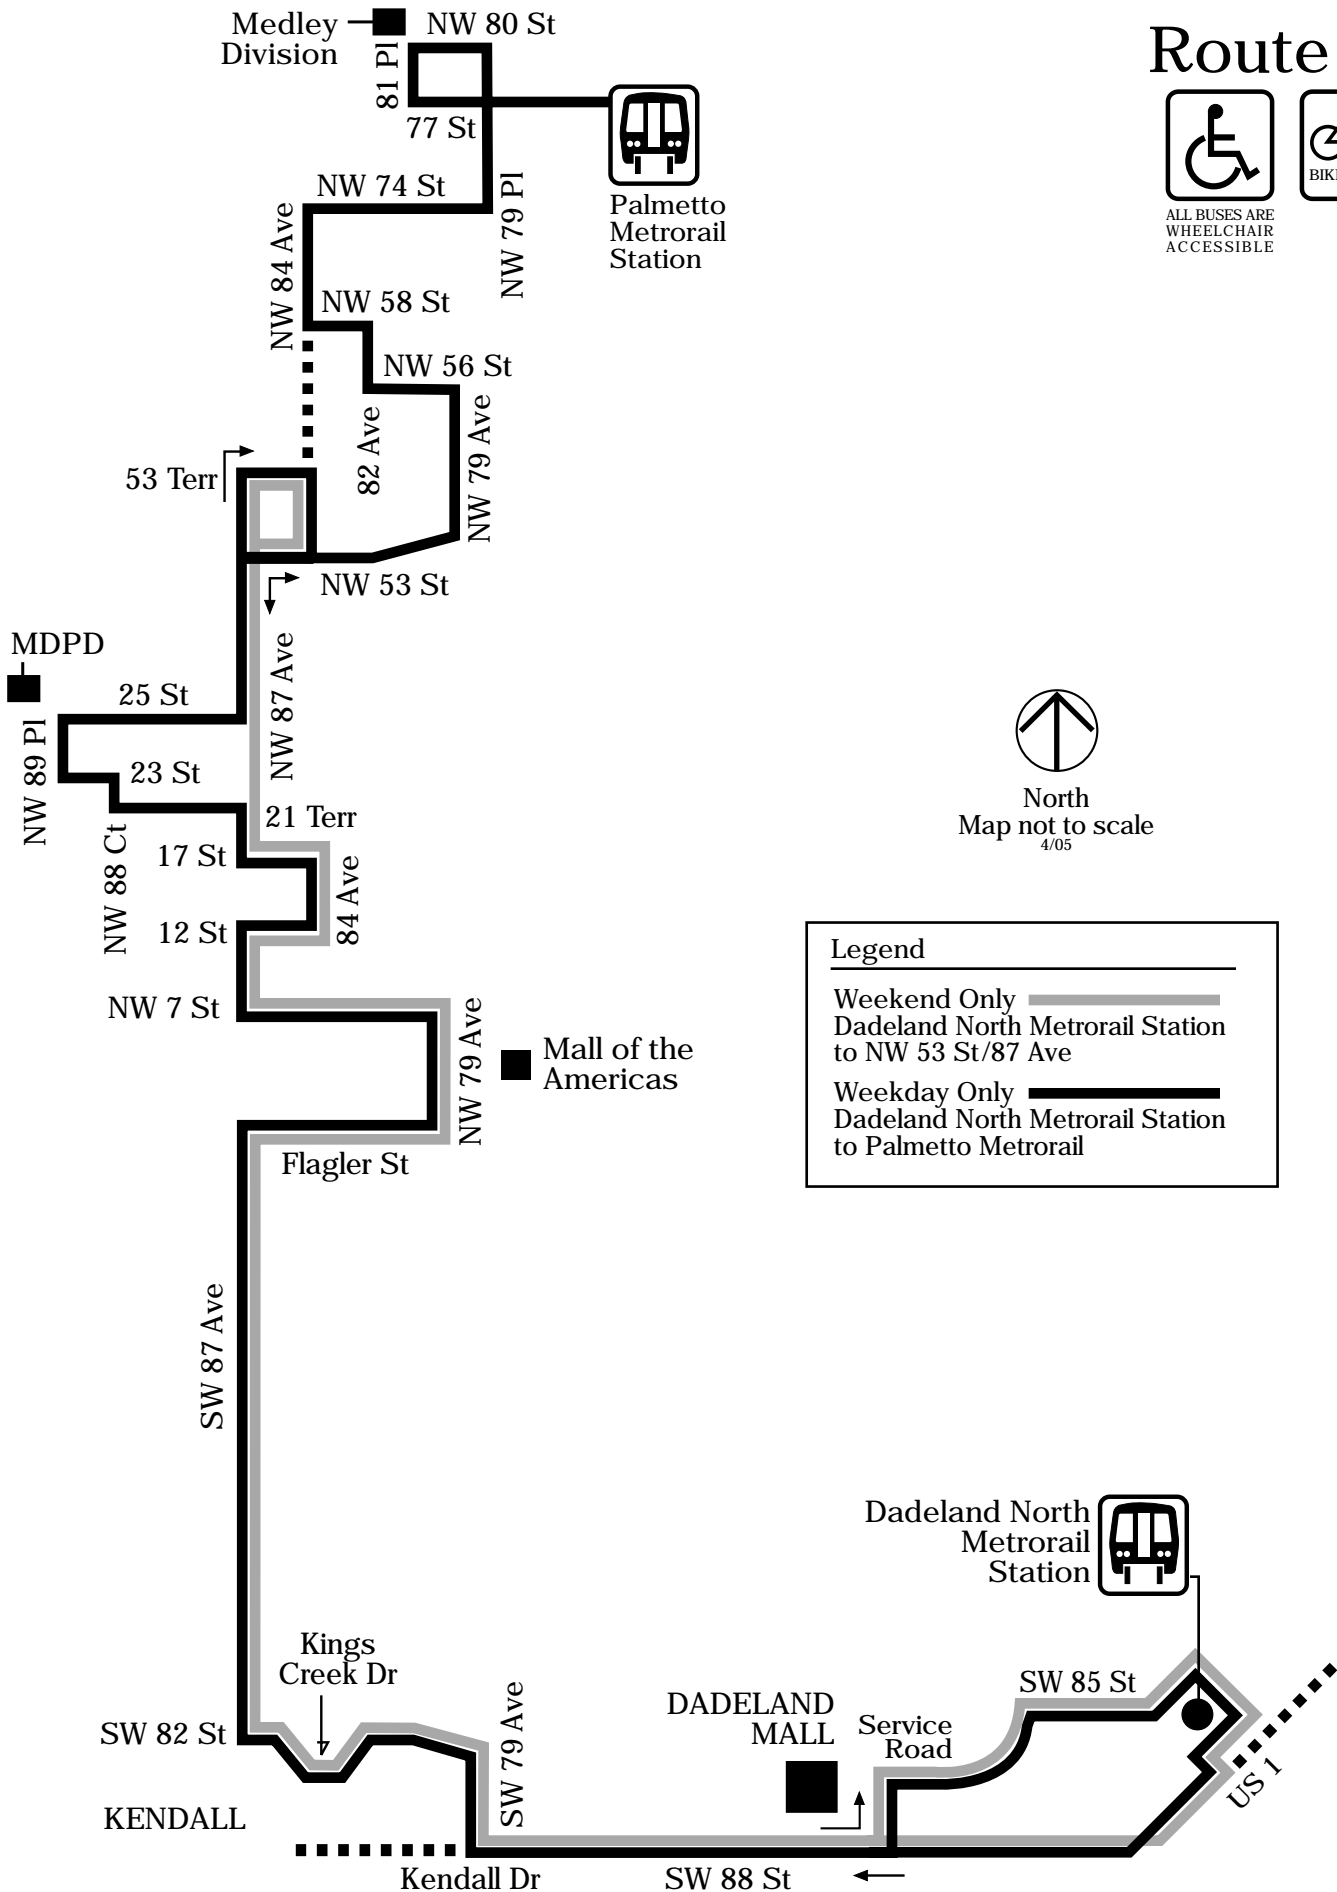 Medley
Division
NW 80 St
Route
81 Pl
77 St
ALL BUSES ARE
WHEELCHAIR
ACCESSIBLE
NW 74 St
NW 79 Pl
Palmetto
Metrorail
Station
NW 84 Ave
NW 58 St
NW 56 St
82 Ave
NW 79 Ave
53 Terr
NW 53 St
MDPD
25 St
NW 87 Ave
NW 89 Pl
23 St
21 Terr
NW 88 Ct
17 St
84 Ave
12 St
North
Map not to scale
4/05
NW 7 St
NW 79 Ave
Mall of the
Americas
Flagler St
Legend
Weekend Only
Dadeland North Metrorail Station
to NW 53 St/87 Ave
Weekday Only
Dadeland North Metrorail Station
to Palmetto Metrorail
SW 87 Ave
Dadeland North
Metrorail
Station
Kings
Creek Dr
SW 82 St
SW 79 Ave
DADELAND
MALL
Service
Road
SW 85 St
US 1
KENDALL
Kendall Dr
SW 88 St